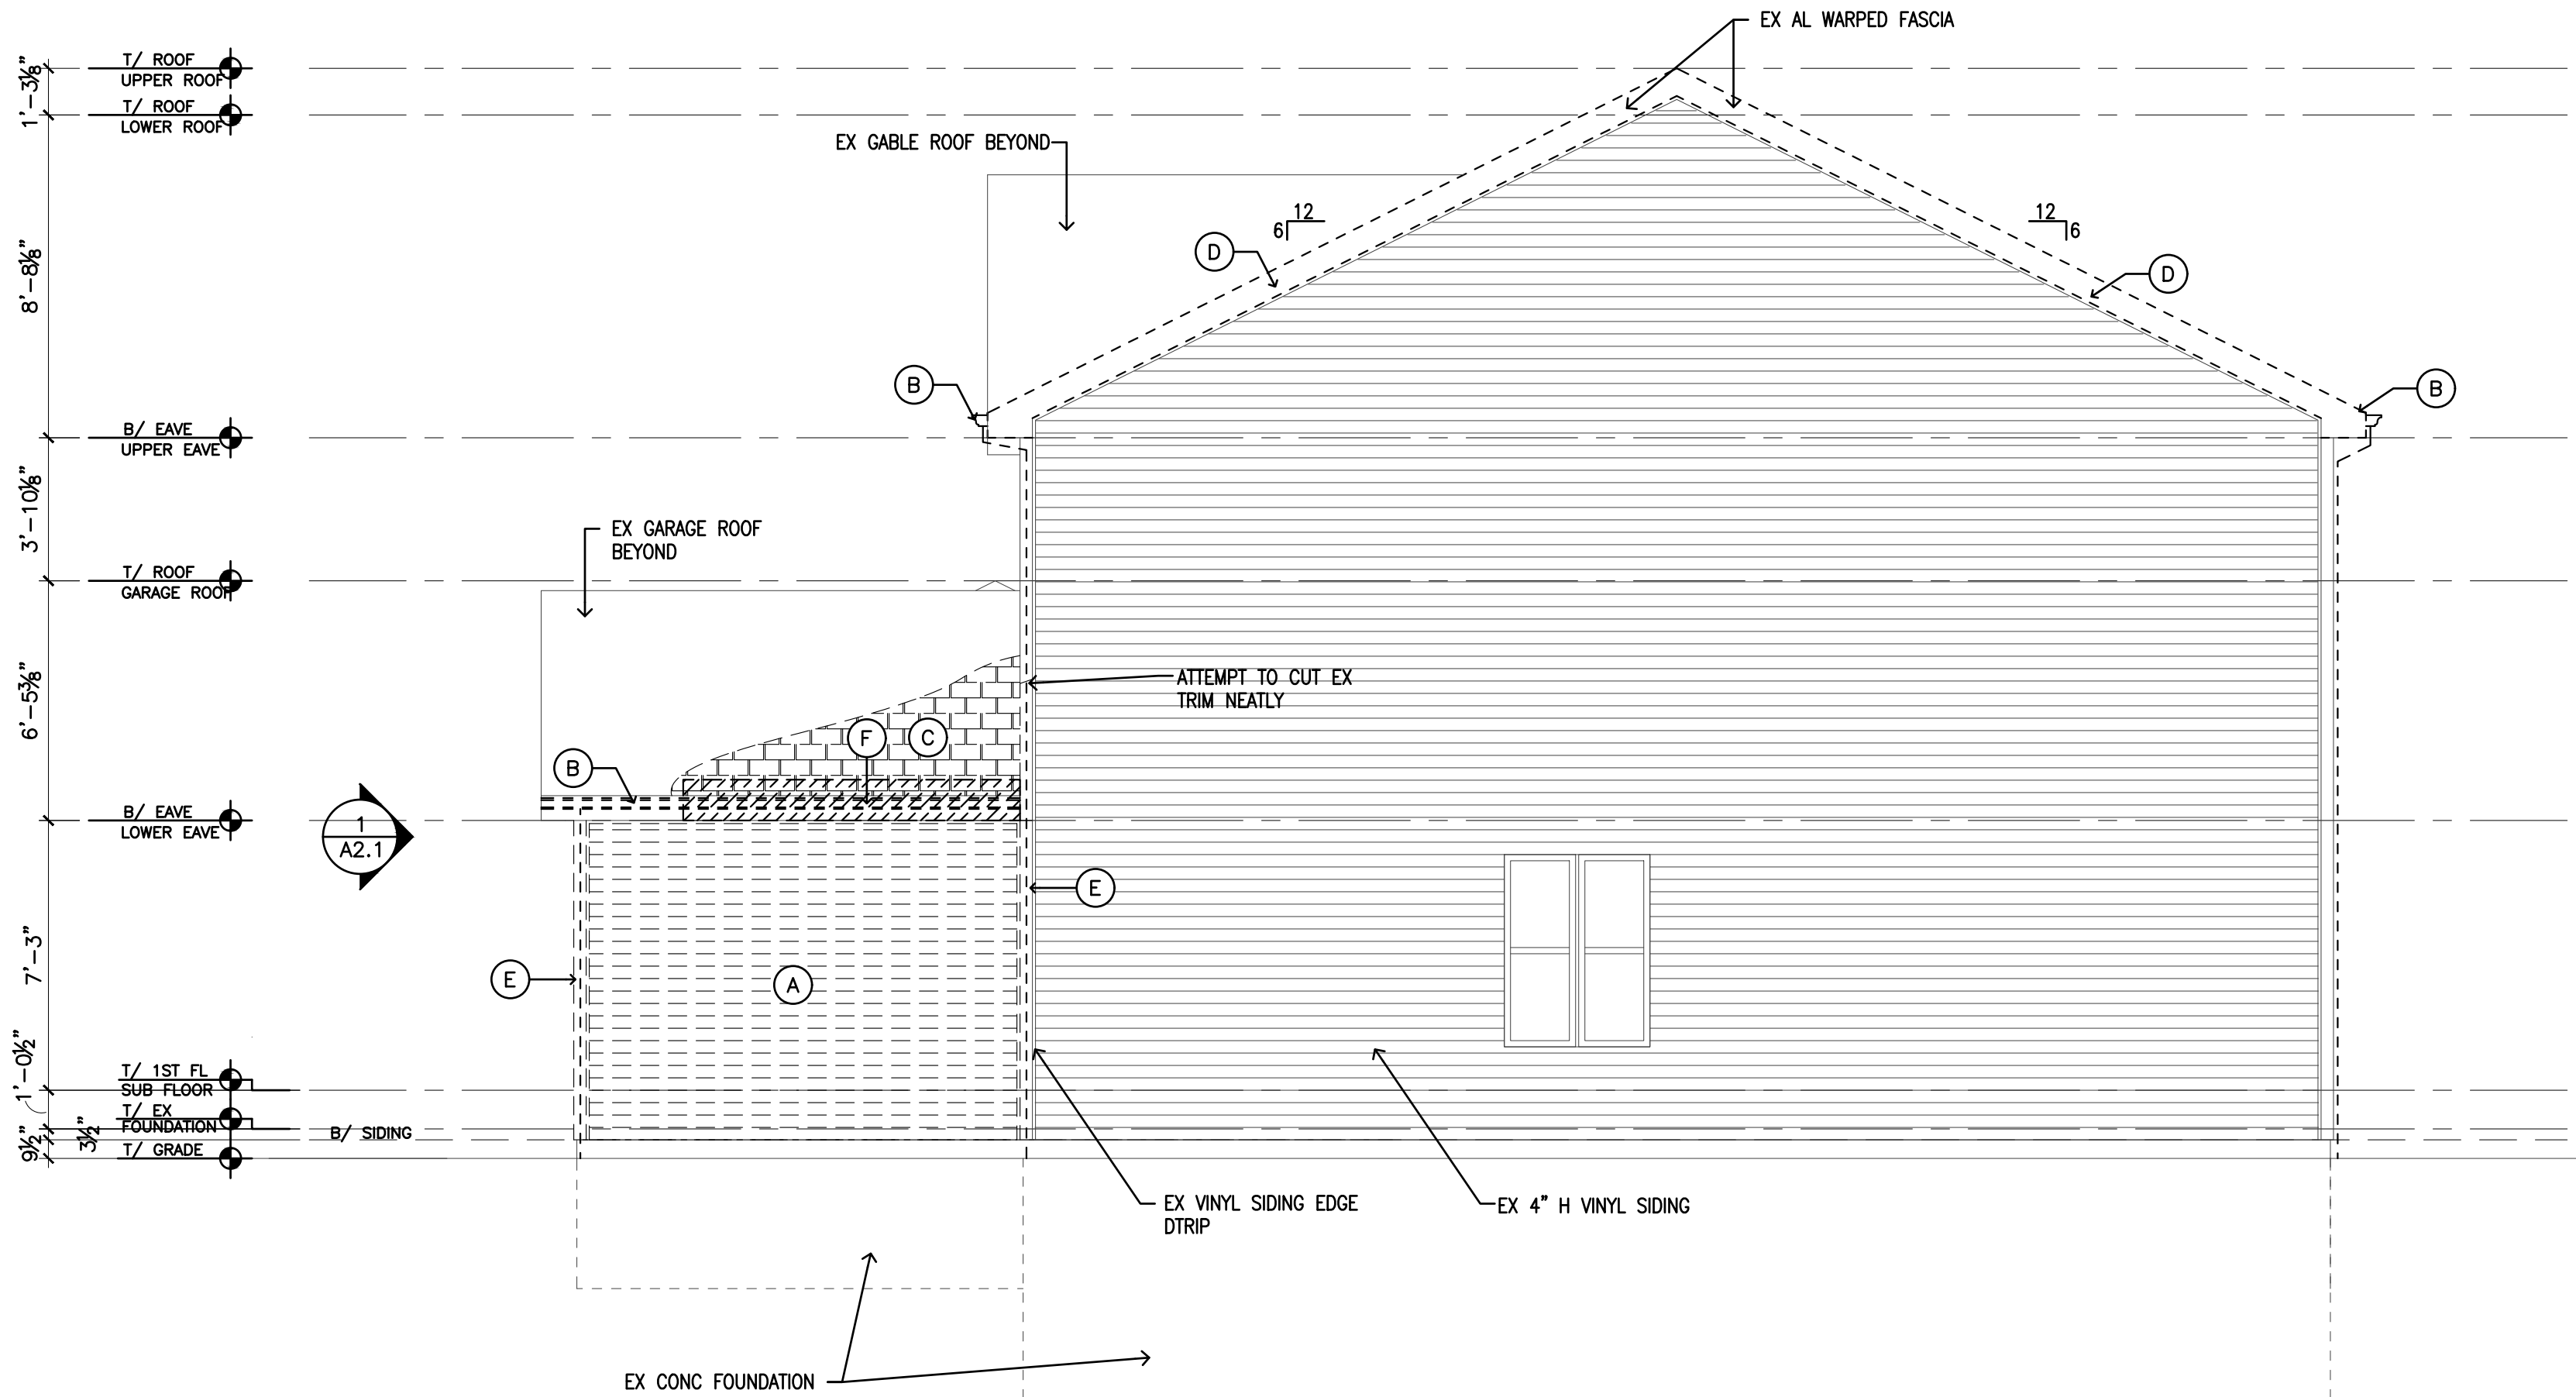 EX AL WARPED FASCIA
T/ ROOF
UPPER ROOF
1'-3⅛"
T/ ROOF
LOWER ROOF
EX GABLE ROOF BEYOND
12
6
12
6
D
D
8'-8⅛"
B
B
B/ EAVE
UPPER EAVE
3'-10⅛"
EX GARAGE ROOF
BEYOND
T/ ROOF
GARAGE ROOF
6'-5⅜"
ATTEMPT TO CUT EX
TRIM NEATLY
F
C
B
B/ EAVE
LOWER EAVE
1
A2.1
E
7'-3"
E
A
1'-0½"
T/ 1ST FL
SUB FLOOR
T/ EX
FOUNDATION
3½"
B/ SIDING
9½"
T/ GRADE
EX VINYL SIDING EDGE
DTRIP
EX 4" H VINYL SIDING
EX CONC FOUNDATION